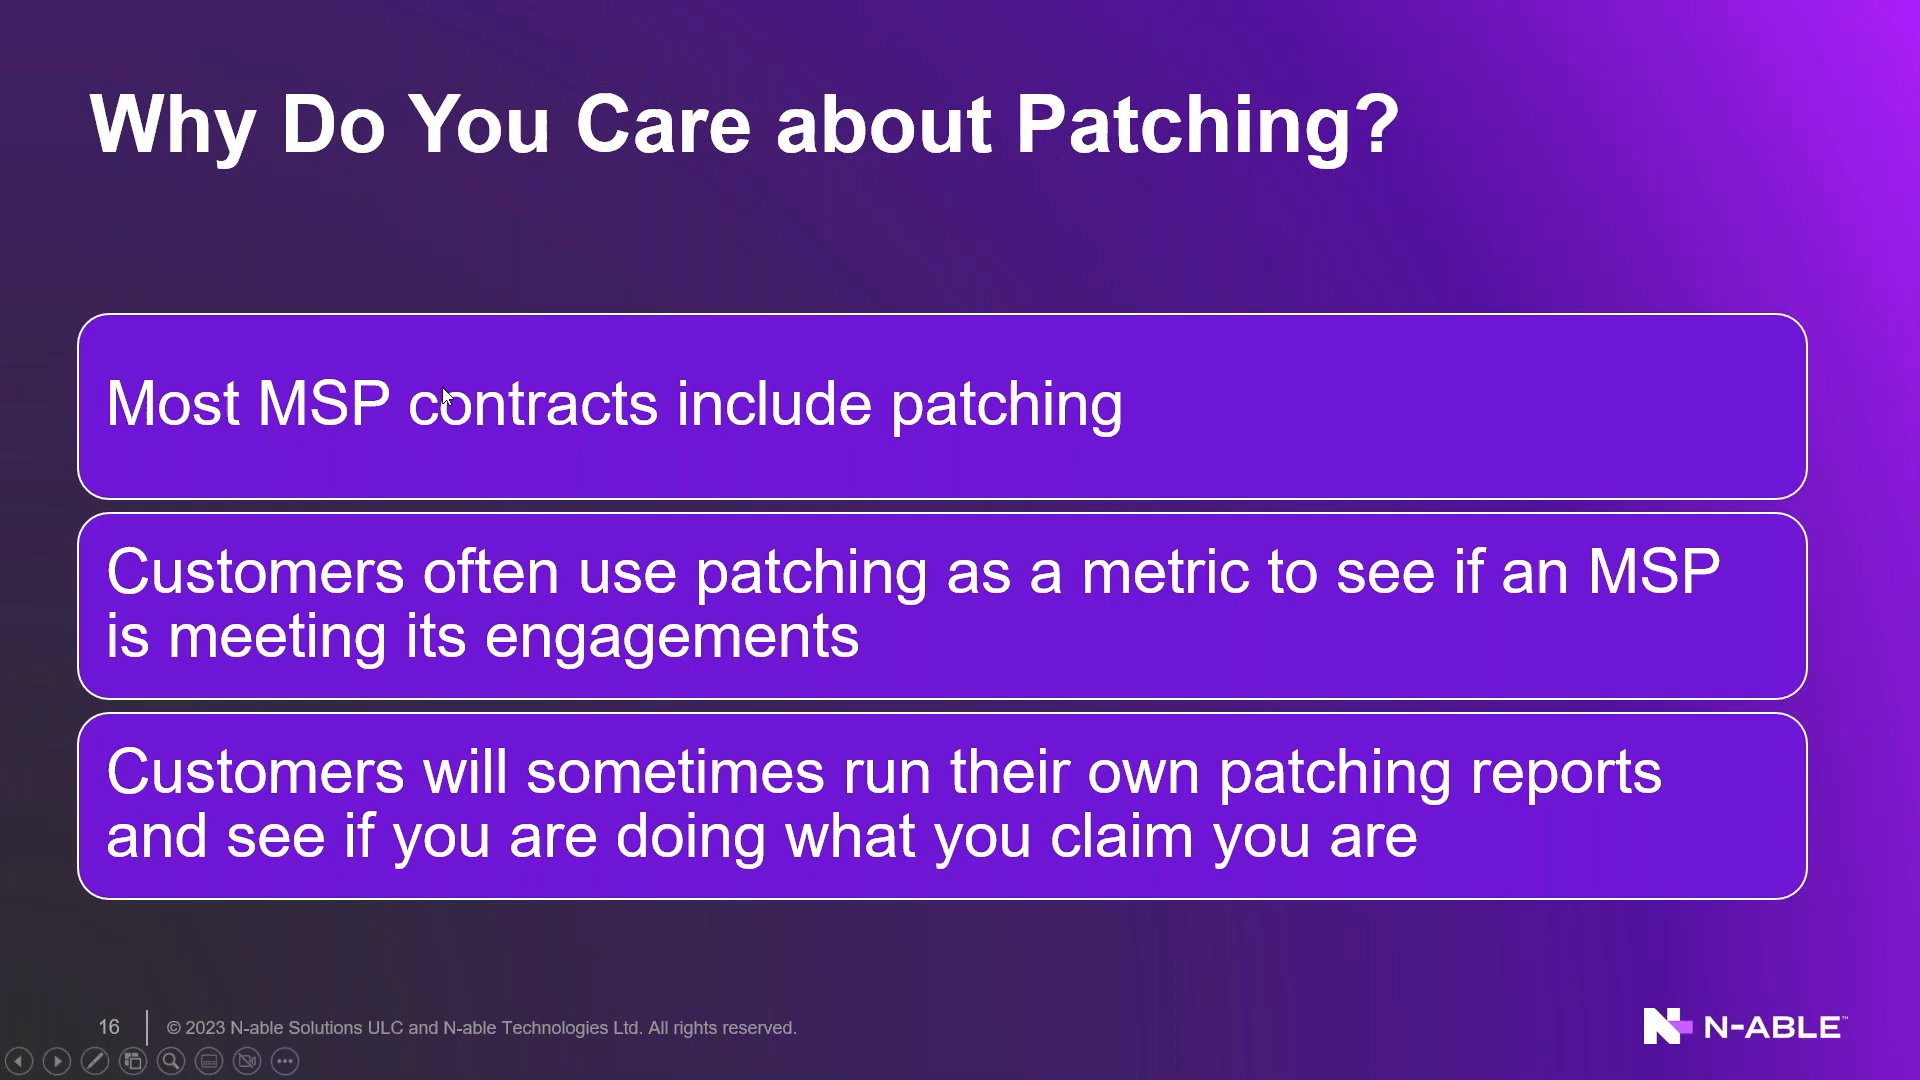 Why Do You Care about Patching?
Most MSP contracts include patching
Customers often use patching as a metric to see if an MSP
is meeting its engagements
Customers will sometimes run their own patching reports
and see if you are doing what you claim you are
16
© 2023 N-able Solutions ULC and N-able Technologies Ltd. All rights reserved.
N-ABLE™